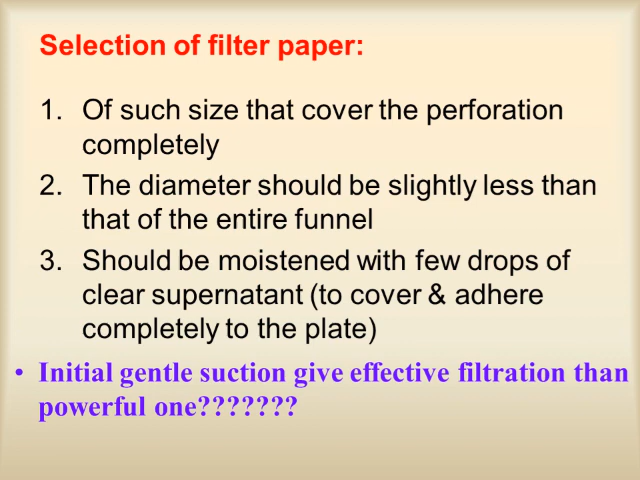 Selection of filter paper:
1. Of such size that cover the perforation
completely
2. The diameter should be slightly less than
that of the entire funnel
3. Should be moistened with few drops of
clear supernatant (to cover & adhere
completely to the plate)
• Initial gentle suction give effective filtration than
powerful one???????